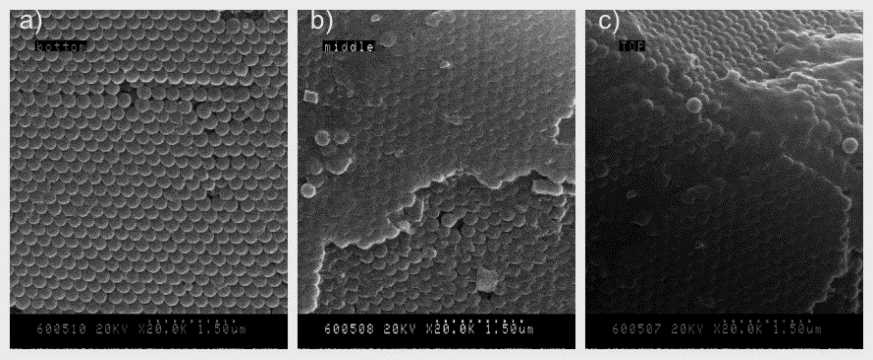 a)
bottom
600510 20KV X20.0K 1.50um
b)
middle
600508 20KV X20.0K 1.50um
c)
TOP
600507 20KV X20.0K 1.50um